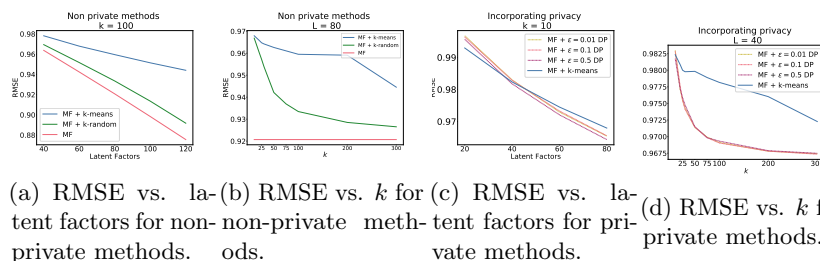 Non private methods
k = 100
0.98
0.96
0.94
0.92
0.90
0.88
RMSE
MF + k-means
MF + k-random
MF
40 60 80 100 120
Latent Factors
(a) RMSE vs. la-
tent factors for non-
private methods.
Non private methods
L = 80
0.97
0.96
0.95
0.94
0.93
0.92
RMSE
MF + k-means
MF + k-random
MF
25 50 75 100 200 300
k
(b) RMSE vs. k for
non-private meth-
ods.
Incorporating privacy
k = 10
0.99
0.98
0.97
RMSE
MF + ε = 0.01 DP
MF + ε = 0.1 DP
MF + ε = 0.5 DP
MF + k-means
20 40 60 80
Latent Factors
(c) RMSE vs. la-
tent factors for pri-
vate methods.
Incorporating privacy
L = 40
0.9825
0.9800
0.9775
0.9750
0.9725
0.9700
0.9675
RMSE
MF + ε = 0.01 DP
MF + ε = 0.1 DP
MF + ε = 0.5 DP
MF + k-means
25 50 75 100 200 300
k
(d) RMSE vs. k f
private methods.